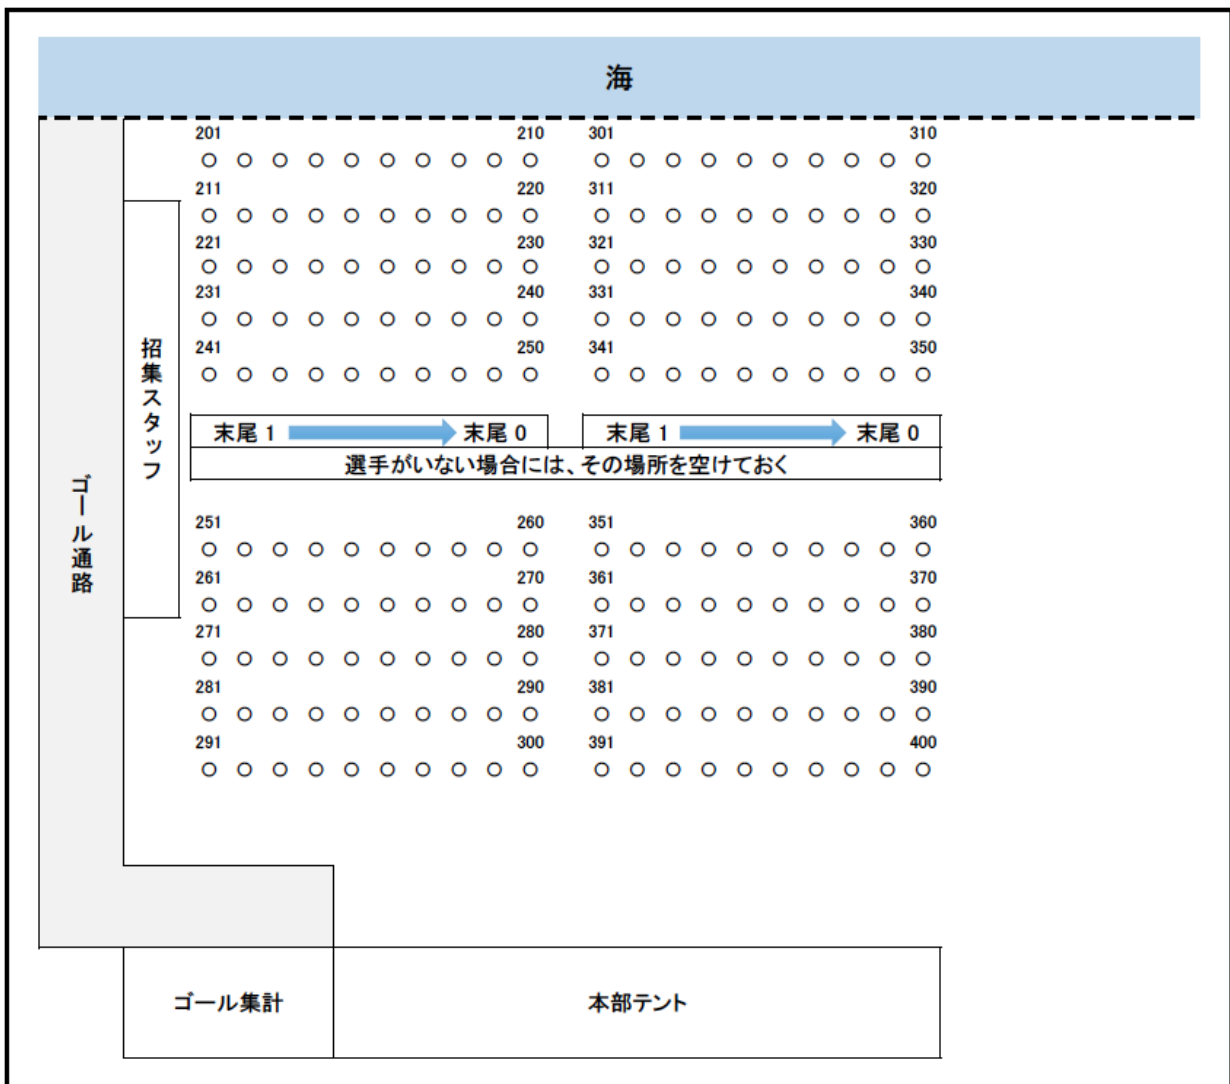 海
201 210 301 310
○ ○ ○ ○ ○ ○ ○ ○ ○ ○ ○ ○ ○ ○ ○ ○ ○ ○ ○ ○
211 220 311 320
○ ○ ○ ○ ○ ○ ○ ○ ○ ○ ○ ○ ○ ○ ○ ○ ○ ○ ○ ○
221 230 321 330
○ ○ ○ ○ ○ ○ ○ ○ ○ ○ ○ ○ ○ ○ ○ ○ ○ ○ ○ ○
231 240 331 340
○ ○ ○ ○ ○ ○ ○ ○ ○ ○ ○ ○ ○ ○ ○ ○ ○ ○ ○ ○
241 250 341 350
○ ○ ○ ○ ○ ○ ○ ○ ○ ○ ○ ○ ○ ○ ○ ○ ○ ○ ○ ○
招集スタッフ
末尾 1 末尾 0 末尾 1 末尾 0
選手がいない場合には、その場所を空けておく
ゴール通路
251 260 351 360
○ ○ ○ ○ ○ ○ ○ ○ ○ ○ ○ ○ ○ ○ ○ ○ ○ ○ ○ ○
261 270 361 370
○ ○ ○ ○ ○ ○ ○ ○ ○ ○ ○ ○ ○ ○ ○ ○ ○ ○ ○ ○
271 280 371 380
○ ○ ○ ○ ○ ○ ○ ○ ○ ○ ○ ○ ○ ○ ○ ○ ○ ○ ○ ○
281 290 381 390
○ ○ ○ ○ ○ ○ ○ ○ ○ ○ ○ ○ ○ ○ ○ ○ ○ ○ ○ ○
291 300 391 400
○ ○ ○ ○ ○ ○ ○ ○ ○ ○ ○ ○ ○ ○ ○ ○ ○ ○ ○ ○
ゴール集計 本部テント